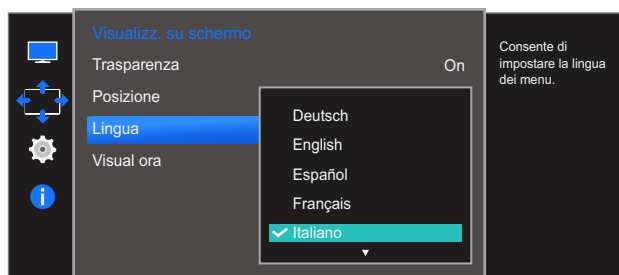 Visualizz. su schermo
Trasparenza On
Posizione
Lingua
Visual ora
Deutsch
English
Español
Français
Italiano
Consente di
impostare la lingua
dei menu.